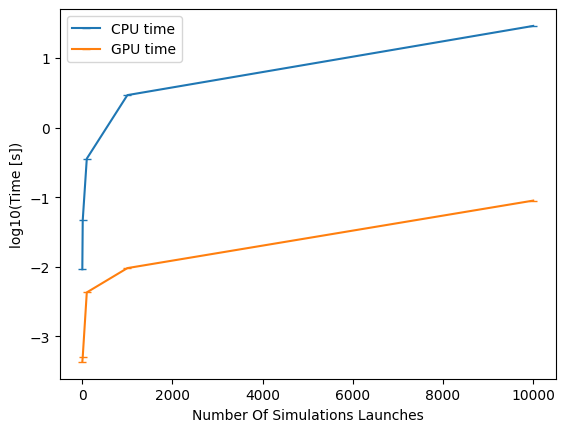 CPU time
GPU time
1
0
−1
−2
−3
log10(Time [s])
0 2000 4000 6000 8000 10000
Number Of Simulations Launches